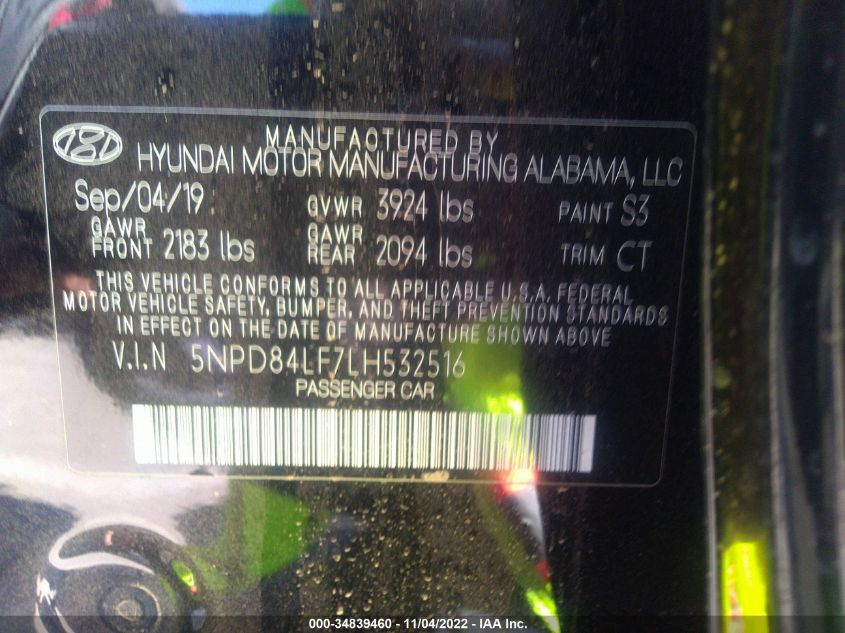 MANUFACTURED BY
HYUNDAI MOTOR MANUFACTURING ALABAMA, LLC
Sep/04/19 GVWR 3924 lbs PAINT S3
GAWR FRONT 2183 lbs GAWR REAR 2094 lbs TRIM CT
THIS VEHICLE CONFORMS TO ALL APPLICABLE U.S.A. FEDERAL
MOTOR VEHICLE SAFETY, BUMPER, AND THEFT PREVENTION STANDARDS
IN EFFECT ON THE DATE OF MANUFACTURE SHOWN ABOVE
V.I.N 5NPD84LF7LH532516
PASSENGER CAR
000-34839460 - 11/04/2022 - IAA Inc.